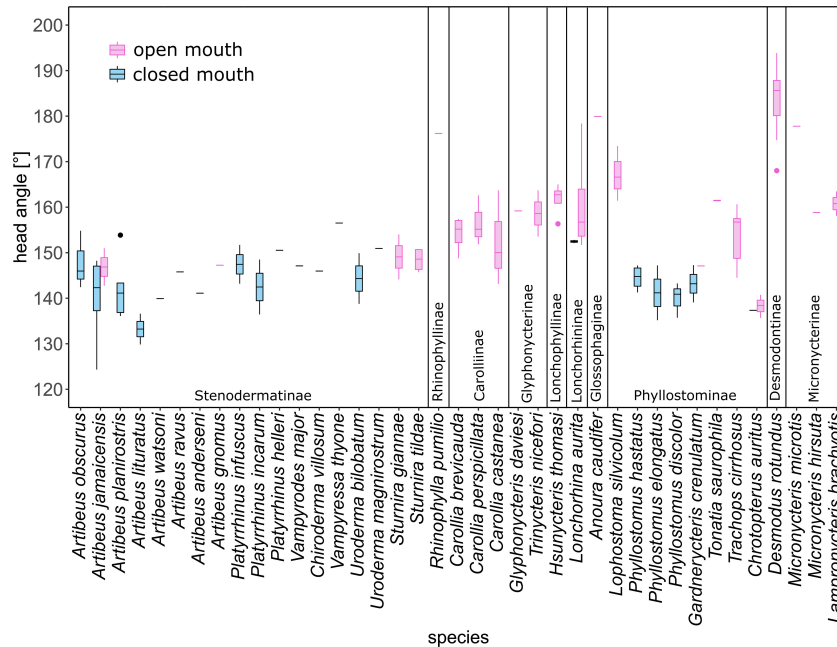 200
190
180
170
160
150
140
130
120
head angle [°]
open mouth
closed mouth
Stenodermatinae
Rhinophyllinae
Carolliinae
Glyphonycterinae
Lonchophyllinae
Lonchorhininae
Glossophaginae
Phyllostominae
Desmodontinae
Micronycterinae
Artibeus obscurus
Artibeus jamaicensis
Artibeus planirostris
Artibeus lituratus
Artibeus watsoni
Artibeus ravus
Artibeus anderseni
Artibeus gnomus
Platyrrhinus infuscus
Platyrrhinus incarum
Platyrrhinus helleri
Vampyrodes major
Chiroderma villosum
Vampyressa thyone
Uroderma bilobatum
Uroderma magnirostrum
Sturnira giannae
Sturnira tildae
Rhinophylla pumilio
Carollia brevicauda
Carollia perspicillata
Carollia castanea
Glyphonycteris daviesi
Trinycteris nicefori
Hsunycteris thomasi
Lonchorhina aurita
Anoura caudifer
Lophostoma silvicolum
Phyllostomus hastatus
Phyllostomus elongatus
Phyllostomus discolor
Gardnerycteris crenulatum
Tonatia saurophila
Trachops cirrhosus
Chrotopterus auritus
Desmodus rotundus
Micronycteris microtis
Micronycteris hirsuta
Lampronycteris brachyotis
species